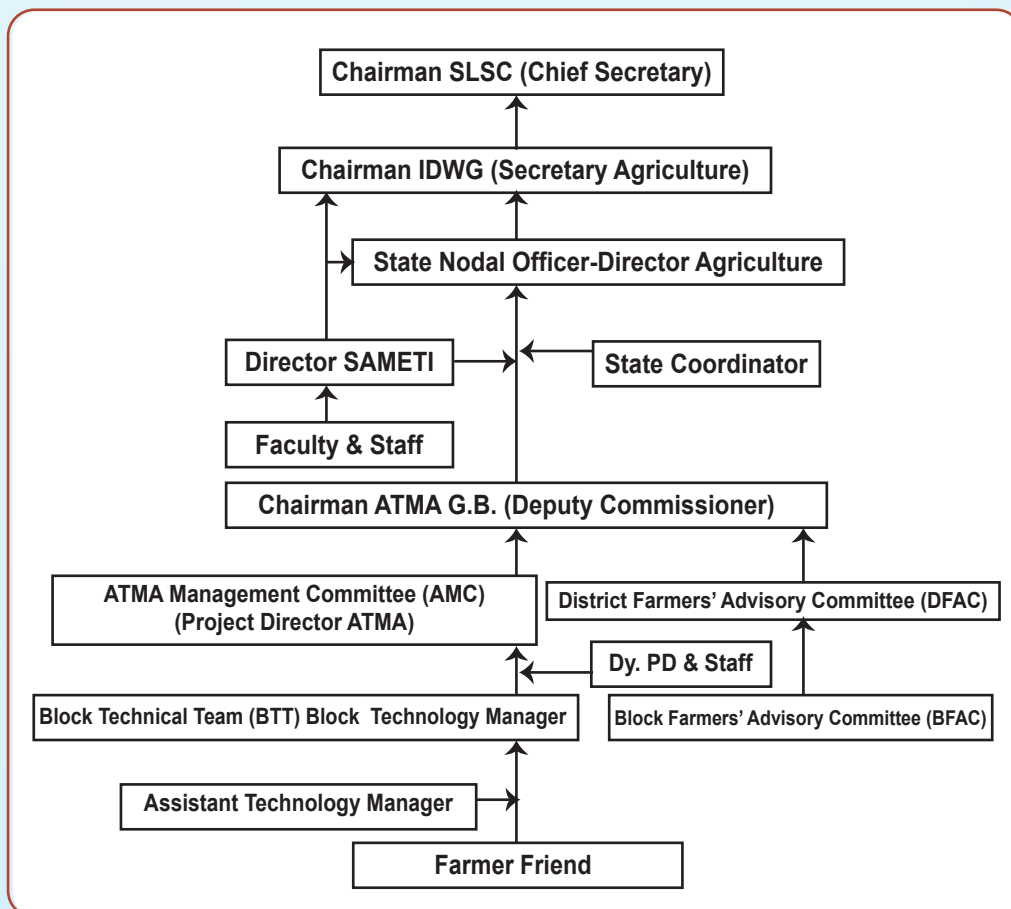 Chairman SLSC (Chief Secretary)
Chairman IDWG (Secretary Agriculture)
State Nodal Officer-Director Agriculture
Director SAMETI
State Coordinator
Faculty & Staff
Chairman ATMA G.B. (Deputy Commissioner)
ATMA Management Committee (AMC)
(Project Director ATMA)
District Farmers’ Advisory Committee (DFAC)
Dy. PD & Staff
Block Technical Team (BTT) Block Technology Manager
Block Farmers’ Advisory Committee (BFAC)
Assistant Technology Manager
Farmer Friend